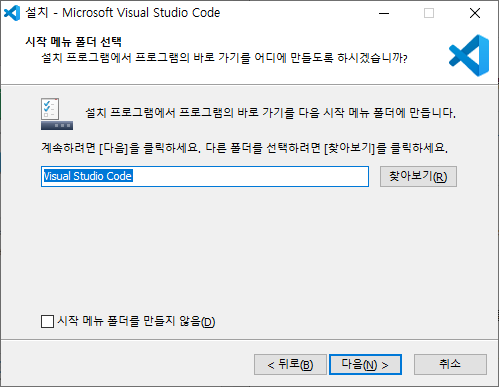 설치 - Microsoft Visual Studio Code
시작 메뉴 폴더 선택
설치 프로그램에서 프로그램의 바로 가기를 어디에 만들도록 하시겠습니까?
설치 프로그램에서 프로그램의 바로 가기를 다음 시작 메뉴 폴더에 만듭니다.
계속하려면 [다음]을 클릭하세요. 다른 폴더를 선택하려면 [찾아보기]를 클릭하세요.
Visual Studio Code
찾아보기(R)
시작 메뉴 폴더를 만들지 않음(D)
< 뒤로(B)
다음(N) >
취소